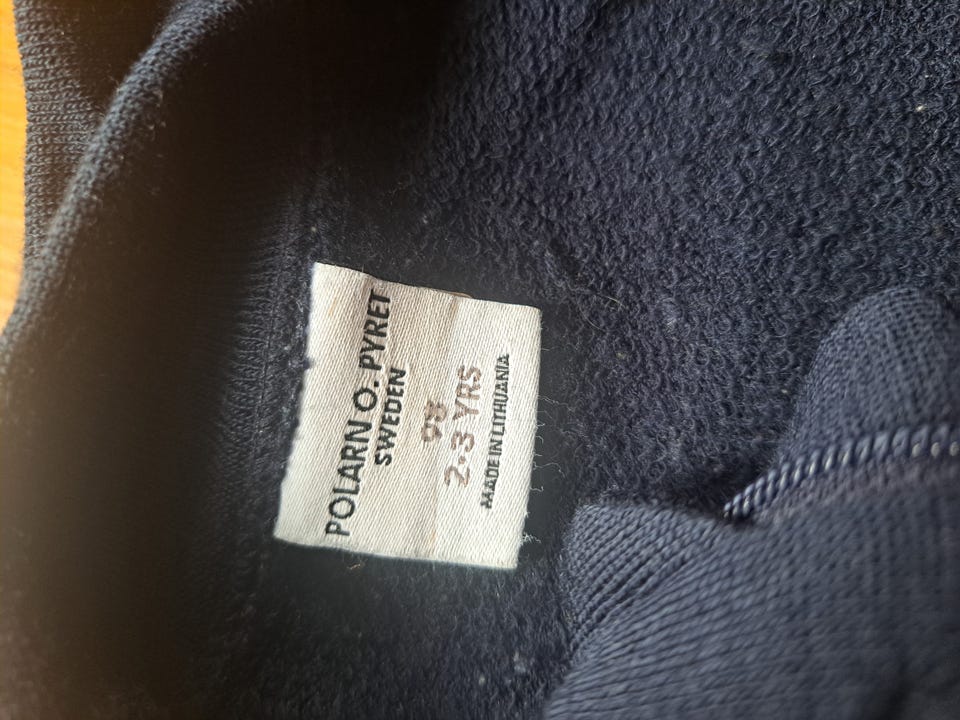 POLARN O. PYRET
SWEDEN
98
2-3 YRS
MADE IN LITHUANIA